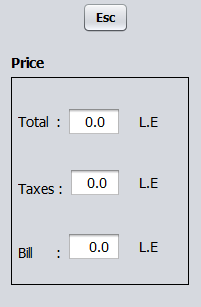 Esc
Price
Total : 0.0 L.E
Taxes : 0.0 L.E
Bill : 0.0 L.E